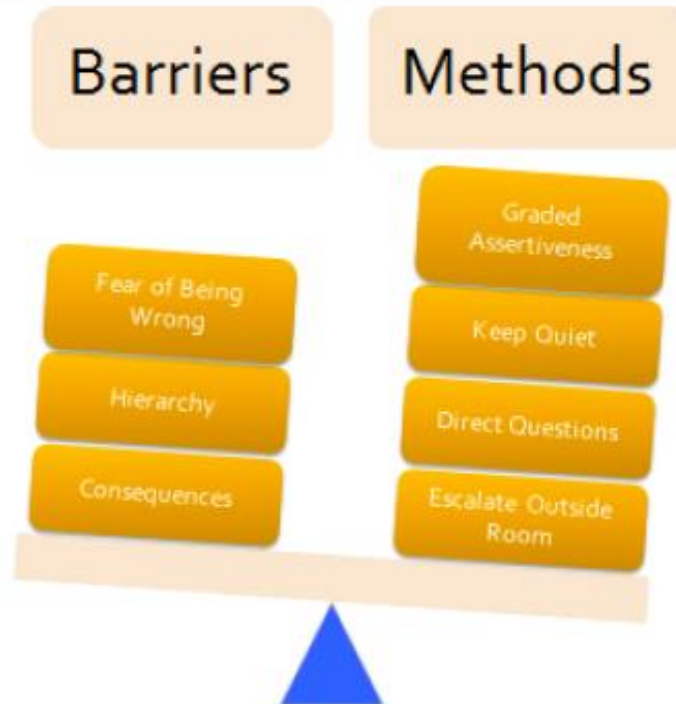 Barriers
Methods
Fear of Being
Wrong
Hierarchy
Consequences
Graded
Assertiveness
Keep Quiet
Direct Questions
Escalate Outside
Room